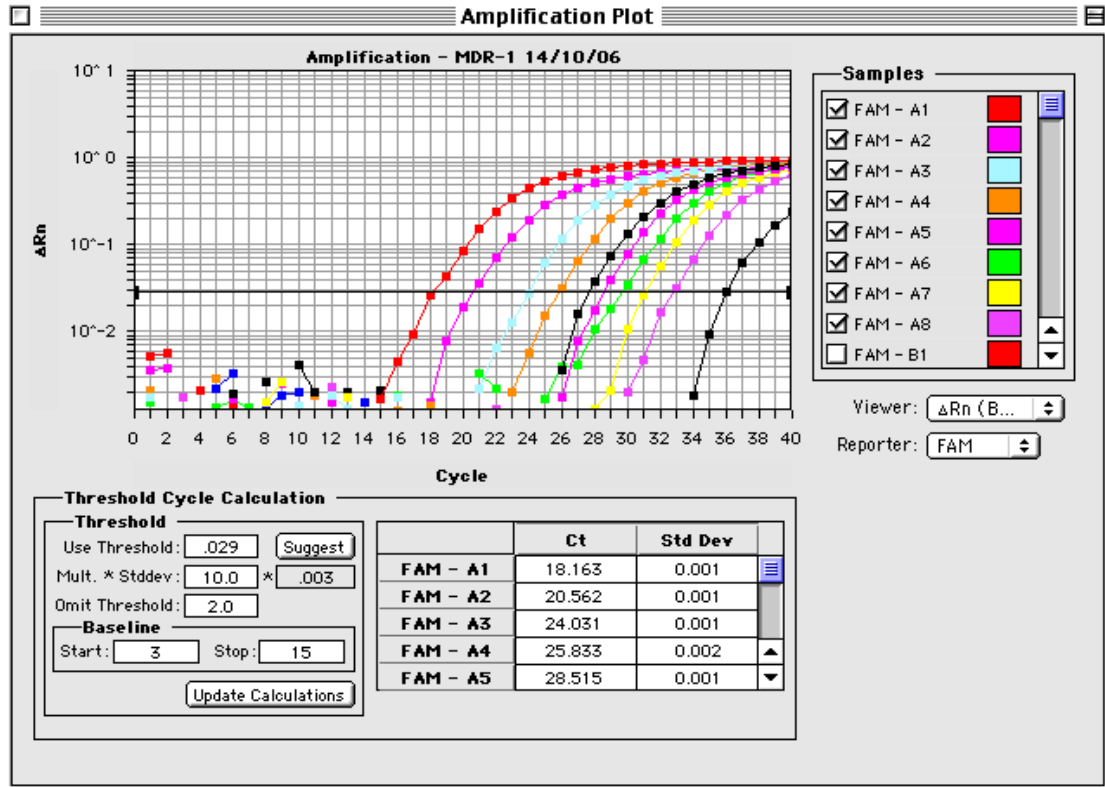 Amplification Plot
Amplification - MDR-1 14/10/06
10^ 1
10^ 0
10^-1
10^-2
ΔRn
0 2 4 6 8 10 12 14 16 18 20 22 24 26 28 30 32 34 36 38 40
Cycle
Samples
FAM - A1
FAM - A2
FAM - A3
FAM - A4
FAM - A5
FAM - A6
FAM - A7
FAM - A8
FAM - B1
Viewer: ΔRn (B...
Reporter: FAM
Threshold Cycle Calculation
Threshold
Use Threshold: .029 Suggest
Mult. * Stddev: 10.0 * .003
Omit Threshold: 2.0
Baseline
Start: 3 Stop: 15
Update Calculations
Ct Std Dev
FAM - A1 18.163 0.001
FAM - A2 20.562 0.001
FAM - A3 24.031 0.001
FAM - A4 25.833 0.002
FAM - A5 28.515 0.001